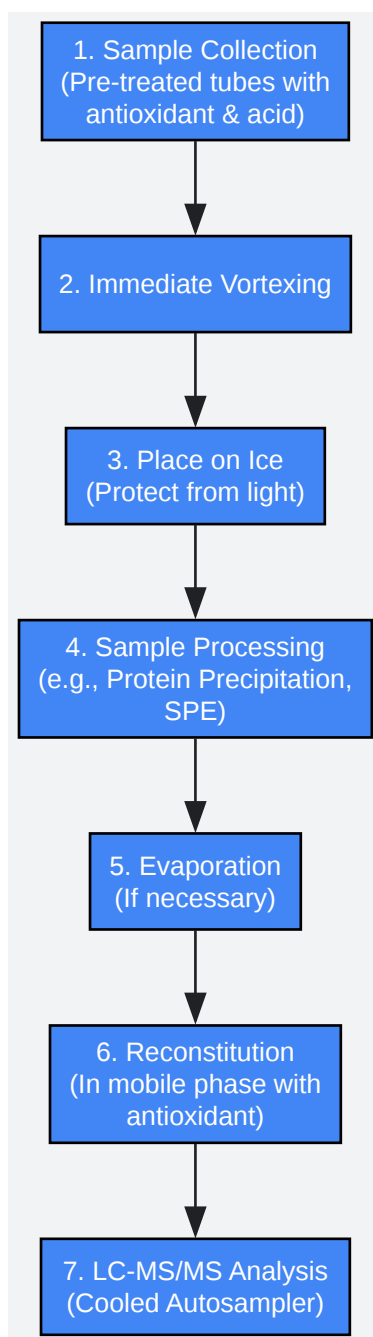 1. Sample Collection
(Pre-treated tubes with
antioxidant & acid)
2. Immediate Vortexing
3. Place on Ice
(Protect from light)
4. Sample Processing
(e.g., Protein Precipitation,
SPE)
5. Evaporation
(If necessary)
6. Reconstitution
(In mobile phase with
antioxidant)
7. LC-MS/MS Analysis
(Cooled Autosampler)